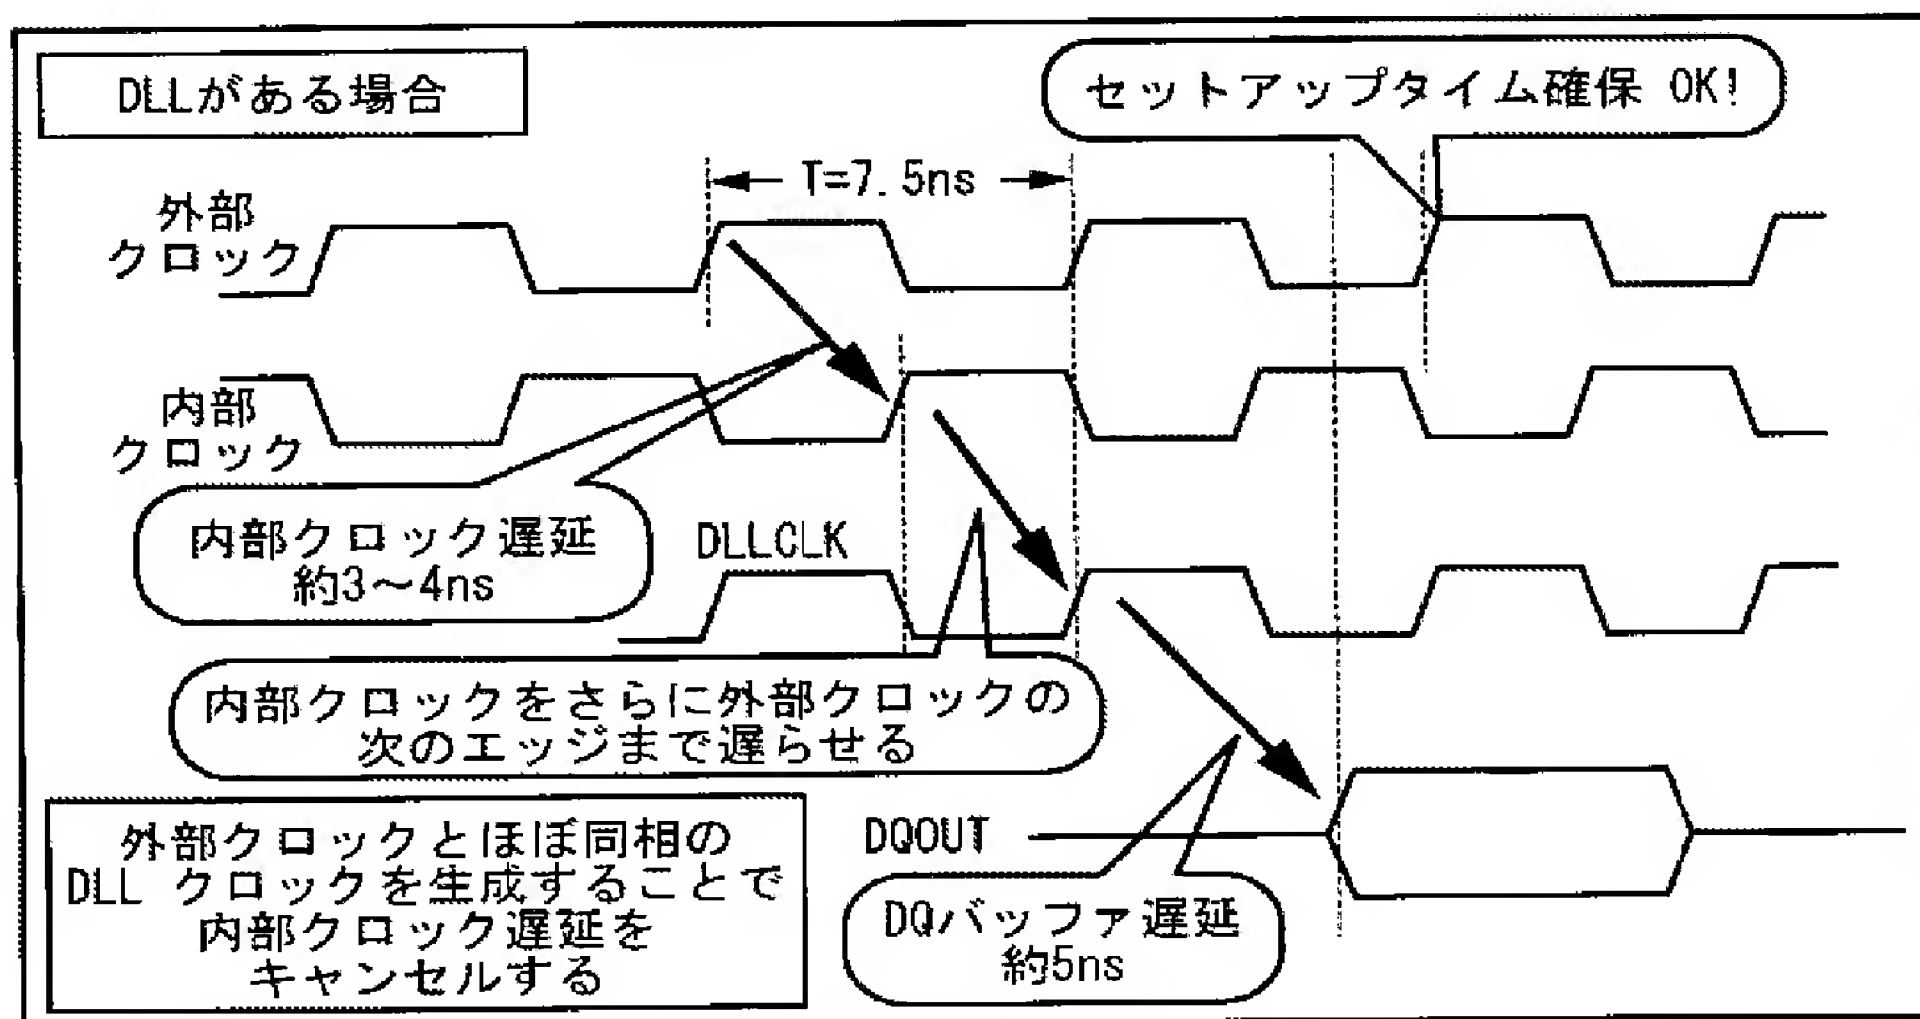 DLLがある場合
セットアップタイム確保 OK!
T=7.5ns
外部
クロック
内部
クロック
内部クロック遅延
約3～4ns
DLLCLK
内部クロックをさらに外部クロックの
次のエッジまで遅らせる
外部クロックとほぼ同相の
DLL クロックを生成することで
内部クロック遅延を
キャンセルする
DQOUT
DQバッファ遅延
約5ns